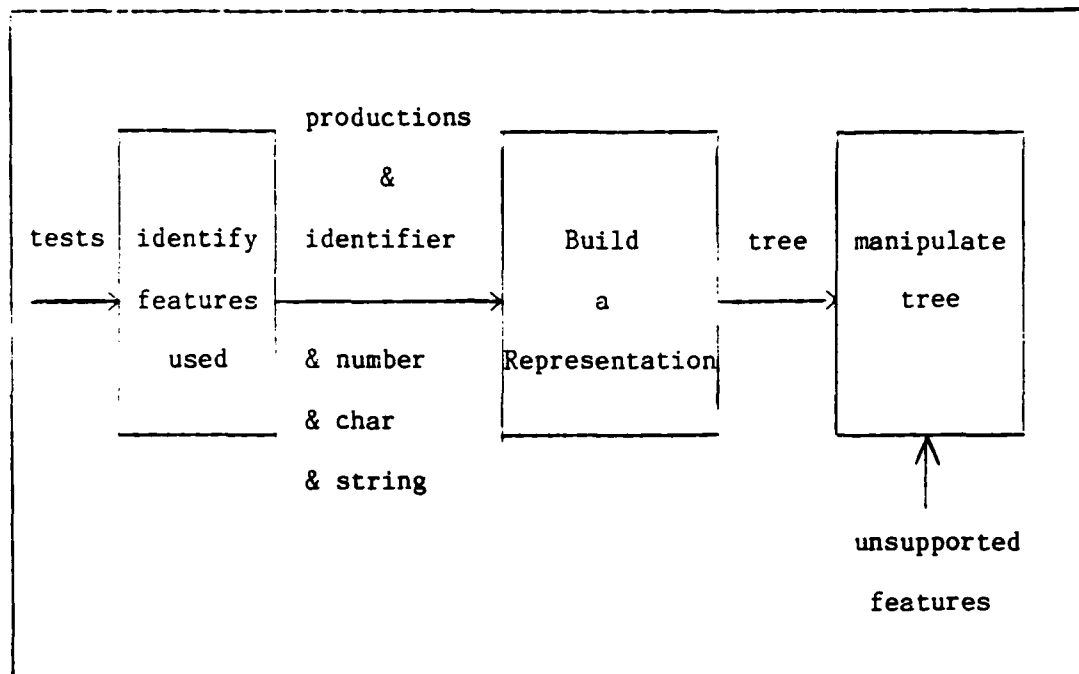 tests
identify
features
used
productions
&
identifier
& number
& char
& string
Build
a
Representation
tree
manipulate
tree
unsupported
features